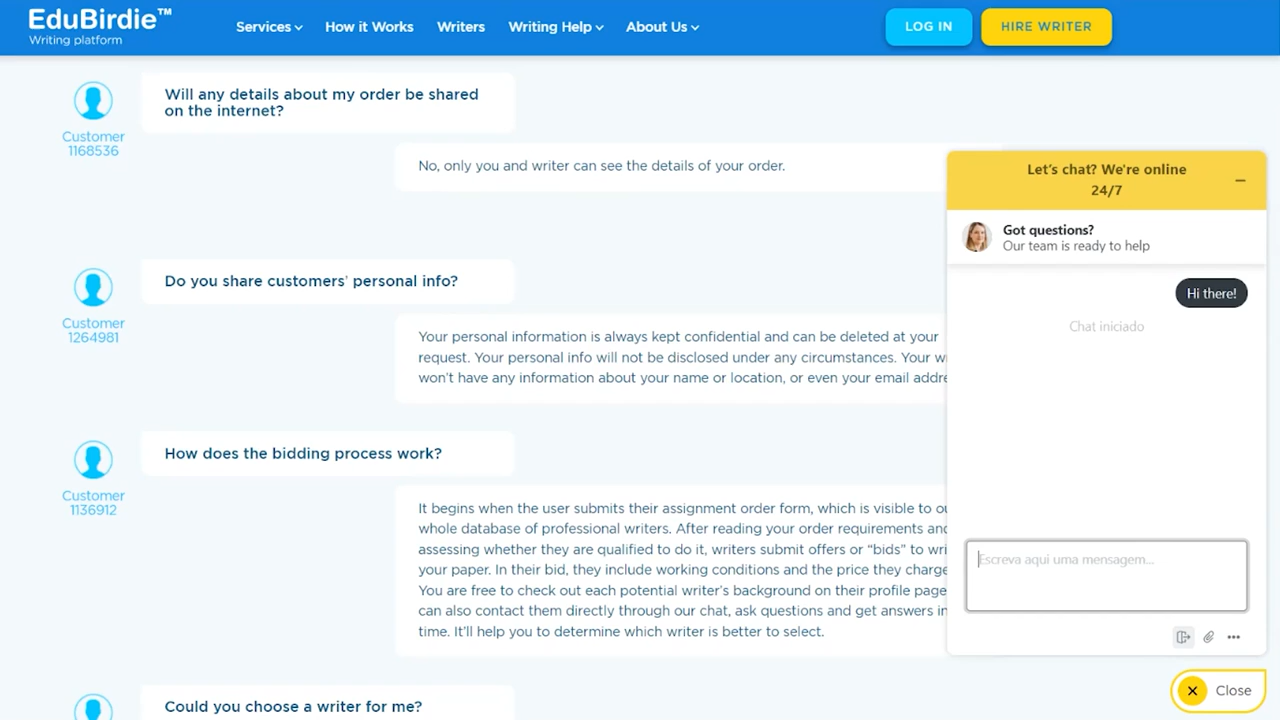 EduBirdie™
Writing platform
Services
How it Works
Writers
Writing Help
About Us
LOG IN
HIRE WRITER
Customer
1168536
Will any details about my order be shared
on the internet?
No, only you and writer can see the details of your order.
Customer
1264981
Do you share customers' personal info?
Your personal information is always kept confidential and can be deleted at your
request. Your personal info will not be disclosed under any circumstances. Your
won't have any information about your name or location, or even your email
Customer
1136912
How does the bidding process work?
It begins when the user submits their assignment order form, which is visible to
whole database of professional writers. After reading your order requirements
assessing whether they are qualified to do it, writers submit offers or “bids” to
your paper. In their bid, they include working conditions and the price they charge
You are free to check out each potential writer's background on their profile page
can also contact them directly through our chat, ask questions and get answers in
time. It'll help you to determine which writer is better to select.
Could you choose a writer for me?
Let's chat? We're online
24/7
Got questions?
Our team is ready to help
Hi there!
Chat iniciado
Escreva aqui uma mensagem...
Close